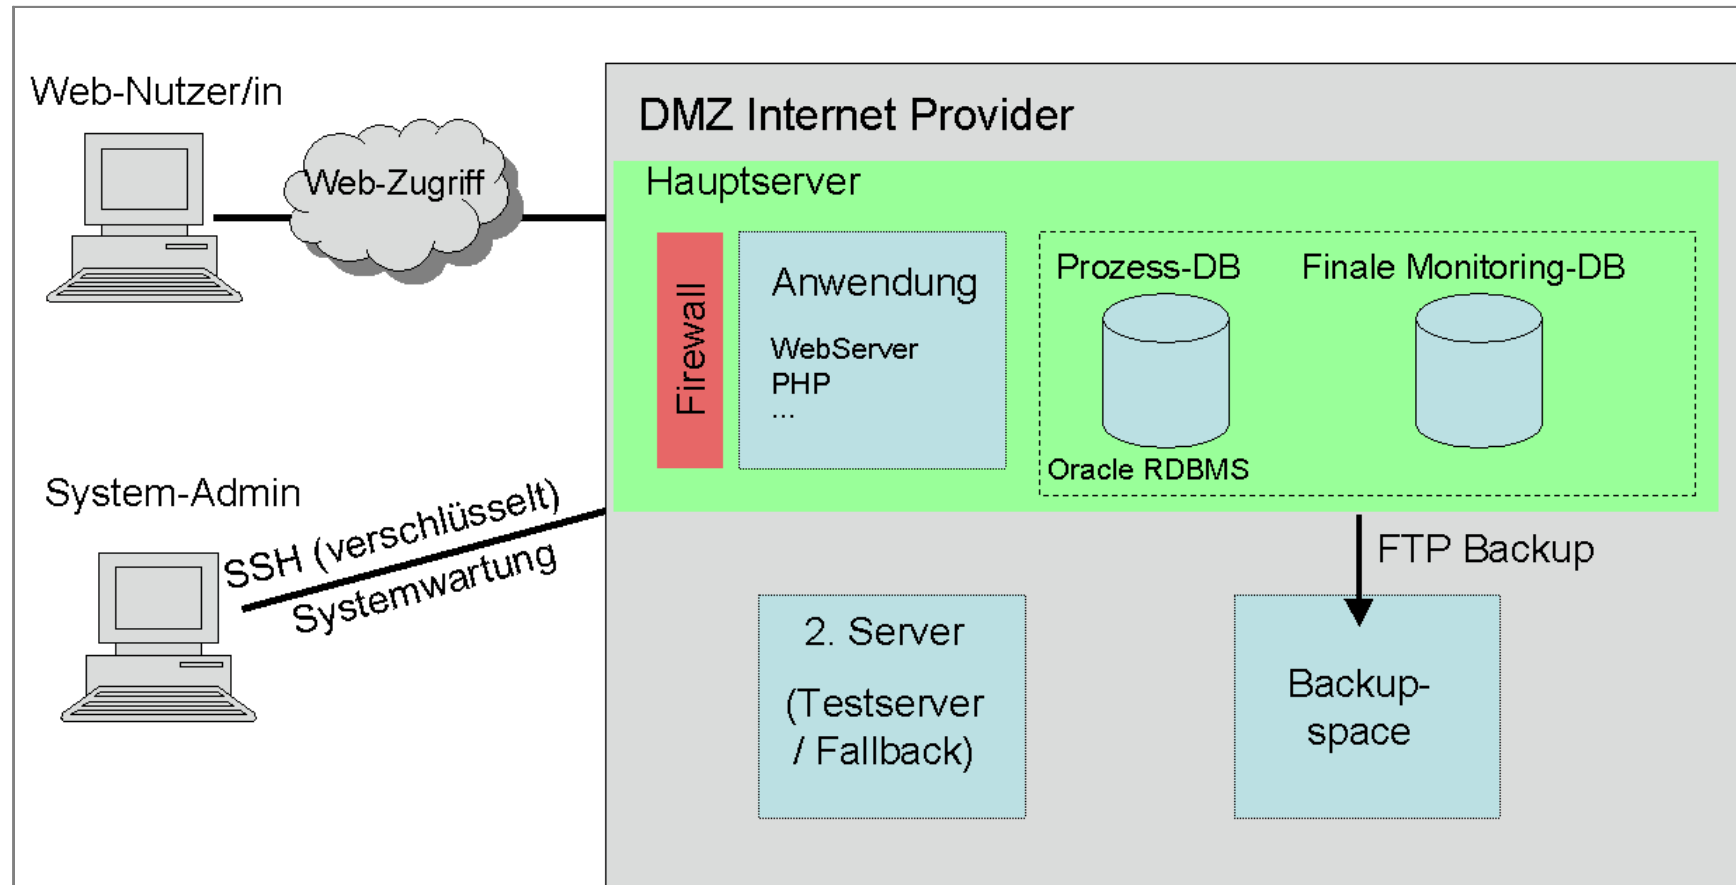 Web-Nutzer/in
Web-Zugriff
DMZ Internet Provider
Hauptserver
Firewall
Anwendung
WebServer
PHP
...
Prozess-DB
Finale Monitoring-DB
Oracle RDBMS
System-Admin
SSH (verschlüsselt)
Systemwartung
FTP Backup
2. Server
(Testserver
/ Fallback)
Backup-
space